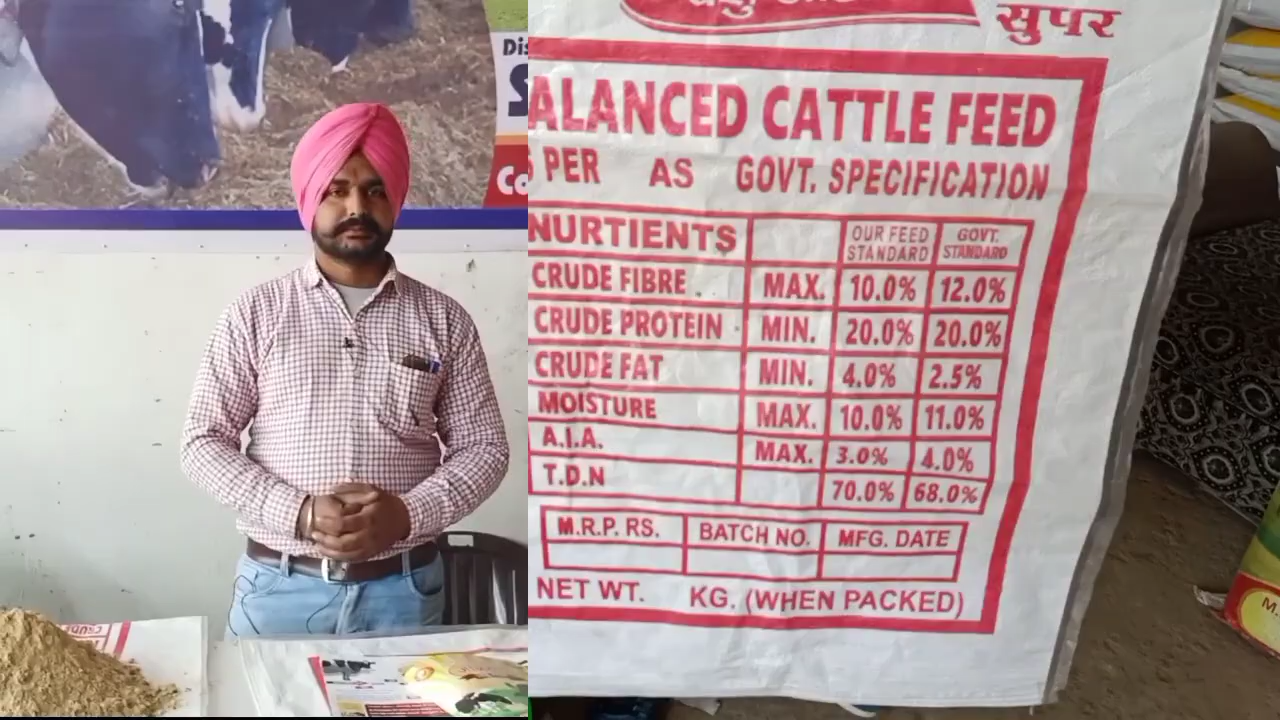 Dis
Co
सुपर
ALANCED CATTLE FEED
PER AS GOVT. SPECIFICATION
NURTIENTS OUR FEED STANDARD GOVT. STANDARD
CRUDE FIBRE MAX. 10.0% 12.0%
CRUDE PROTEIN MIN. 20.0% 20.0%
CRUDE FAT MIN. 4.0% 2.5%
MOISTURE MAX. 10.0% 11.0%
A.I.A. MAX. 3.0% 4.0%
T.D.N 70.0% 68.0%
M.R.P. RS. BATCH NO. MFG. DATE
NET WT. KG. (WHEN PACKED)
CRUDE
M.